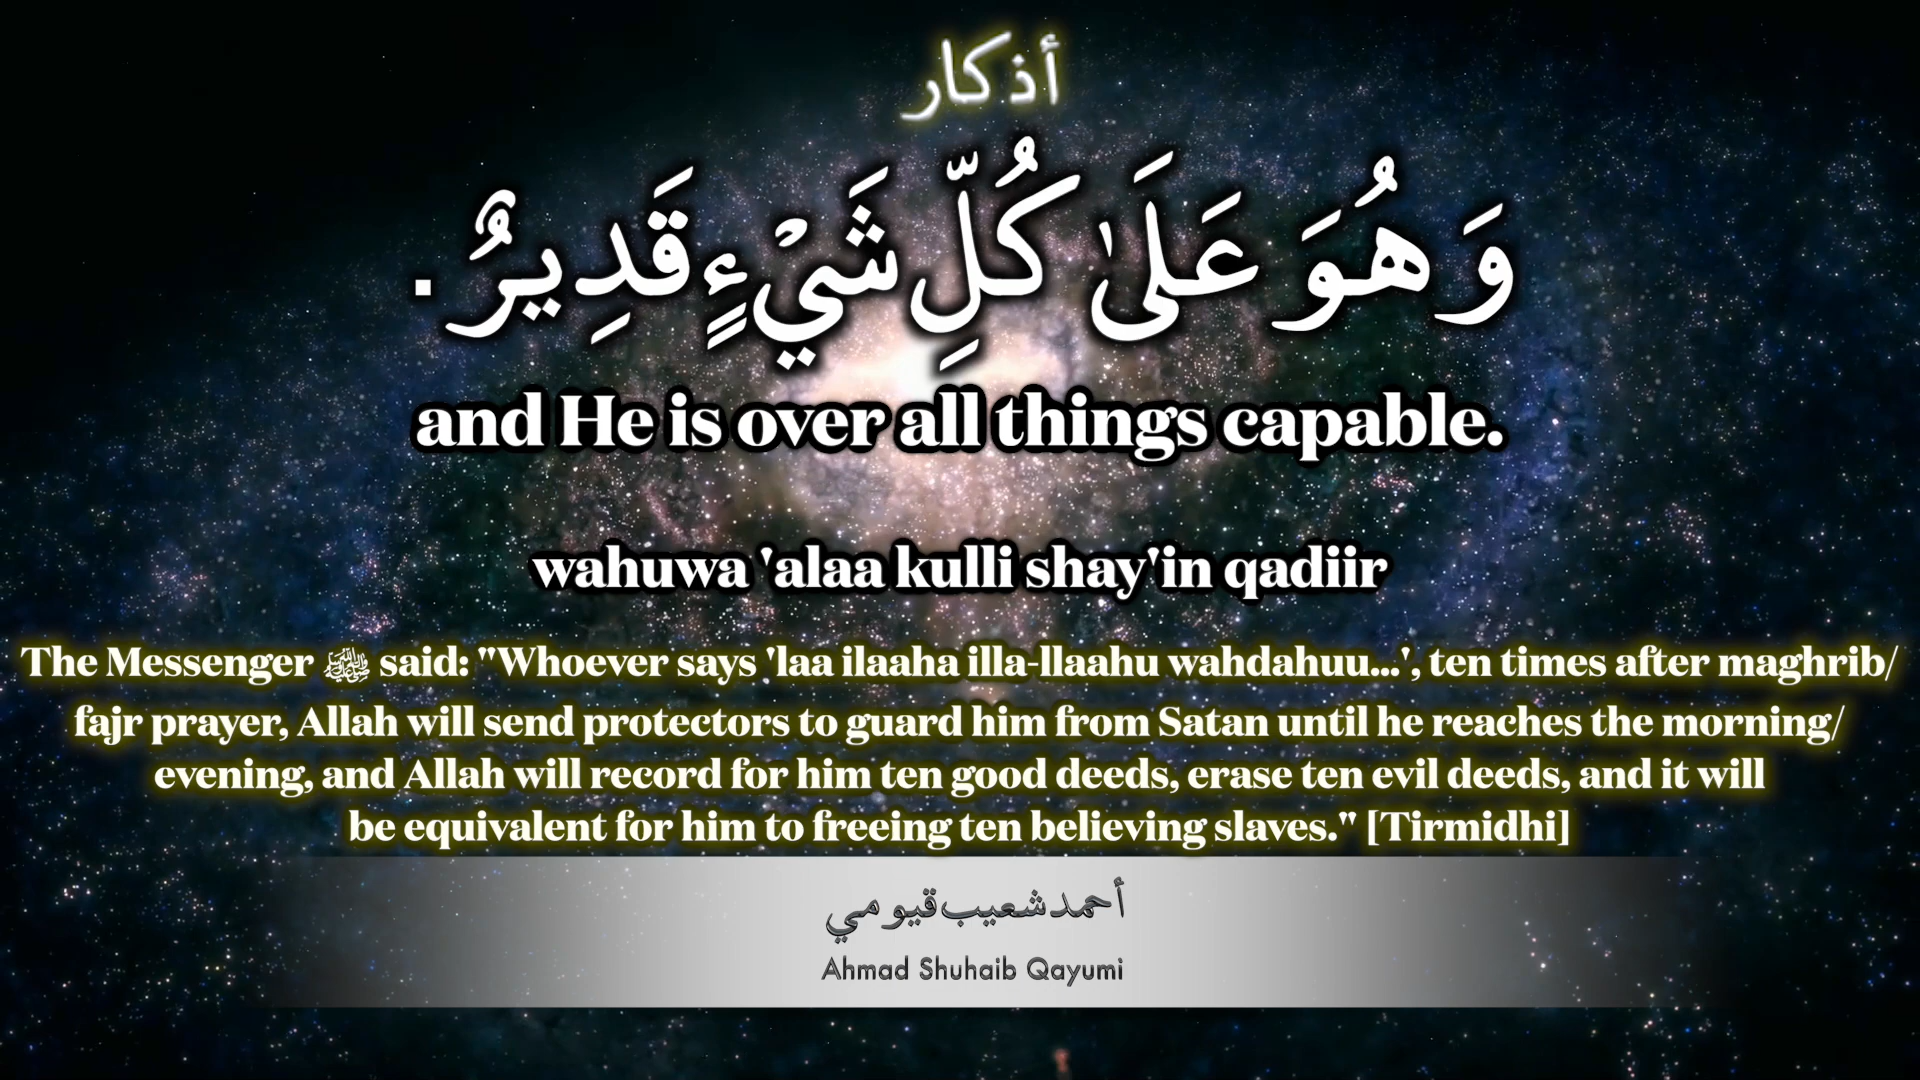 أذكار
وَهُوَ عَلَىٰ كُلِّ شَيْءٍ قَدِيرٌ .
and He is over all things capable.
wahuwa 'alaa kulli shay'in qadiir
The Messenger ﷺ said: "Whoever says 'laa ilaaha illa-llaahu wahdahuu...', ten times after maghrib/
fajr prayer, Allah will send protectors to guard him from Satan until he reaches the morning/
evening, and Allah will record for him ten good deeds, erase ten evil deeds, and it will
be equivalent for him to freeing ten believing slaves." [Tirmidhi]
أحمد شعيب قيومي
Ahmad Shuhaib Qayumi